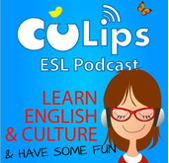 CULips
ESL Podcast
LEARN
ENGLISH
& CULTURE
& HAVE SOME FUN